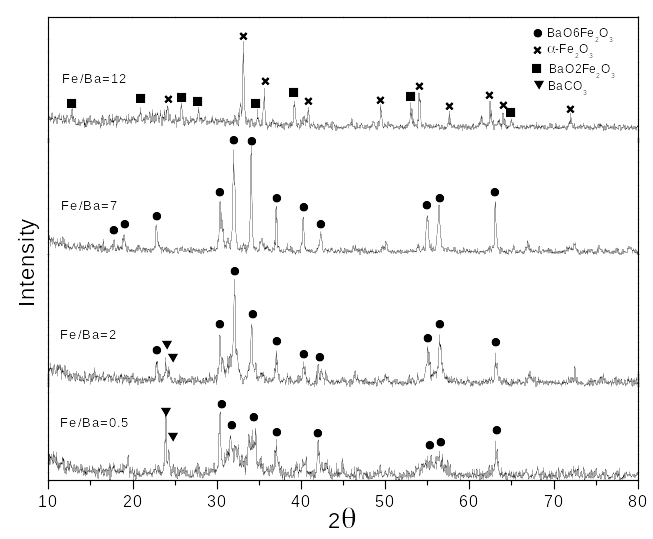 BaO6Fe₂O₃
α-Fe₂O₃
BaO2Fe₂O₃
BaCO₃
Fe/Ba=12
Fe/Ba=7
Fe/Ba=2
Fe/Ba=0.5
Intensity
10 20 30 40 50 60 70 80
2θ